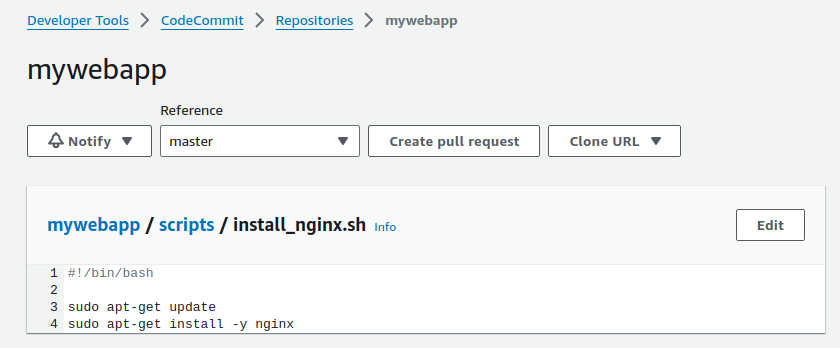 Developer Tools > CodeCommit > Repositories > mywebapp
mywebapp
Reference
Notify ▼ master ▼ Create pull request Clone URL ▼
mywebapp / scripts / install_nginx.sh Info Edit
1 #!/bin/bash
2
3 sudo apt-get update
4 sudo apt-get install -y nginx